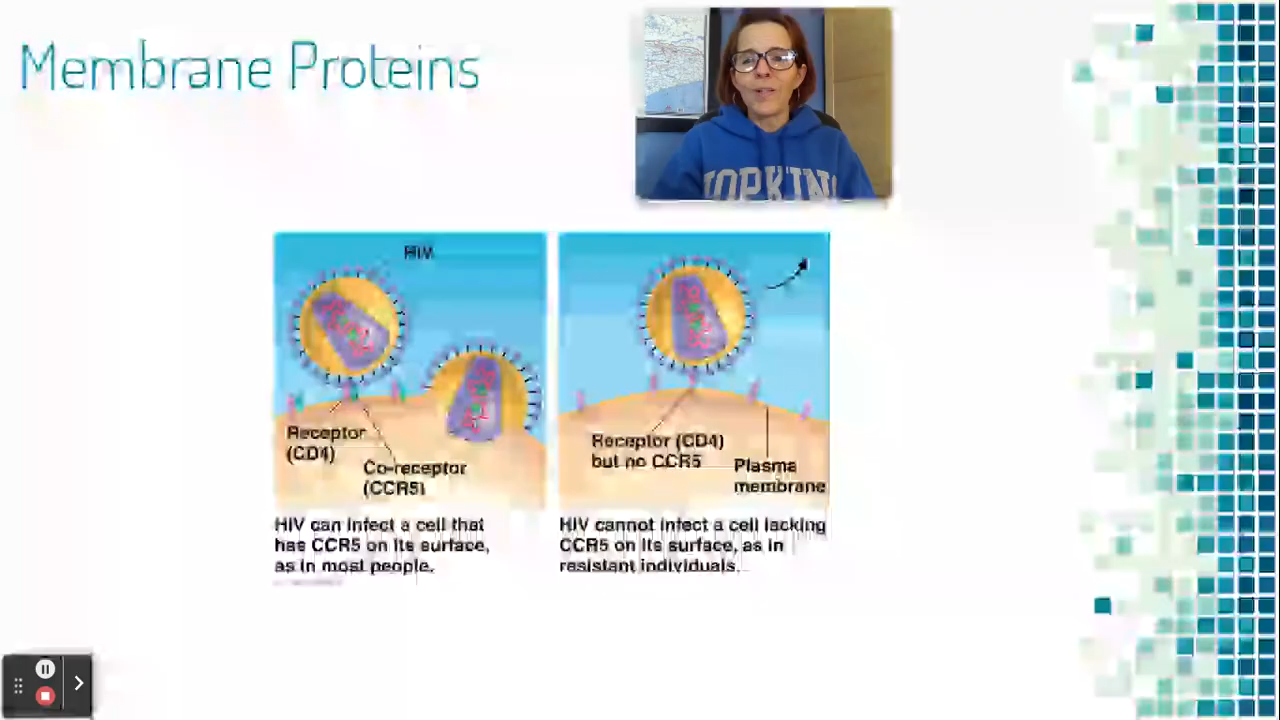 Membrane Proteins
HOPKINS
HIV
Receptor
(CD4)
Co-receptor
(CCR5)
HIV can infect a cell that
has CCR5 on its surface,
as in most people.
Receptor (CD4)
but no CCR5
Plasma
membrane
HIV cannot infect a cell lacking
CCR5 on its surface, as in
resistant individuals.